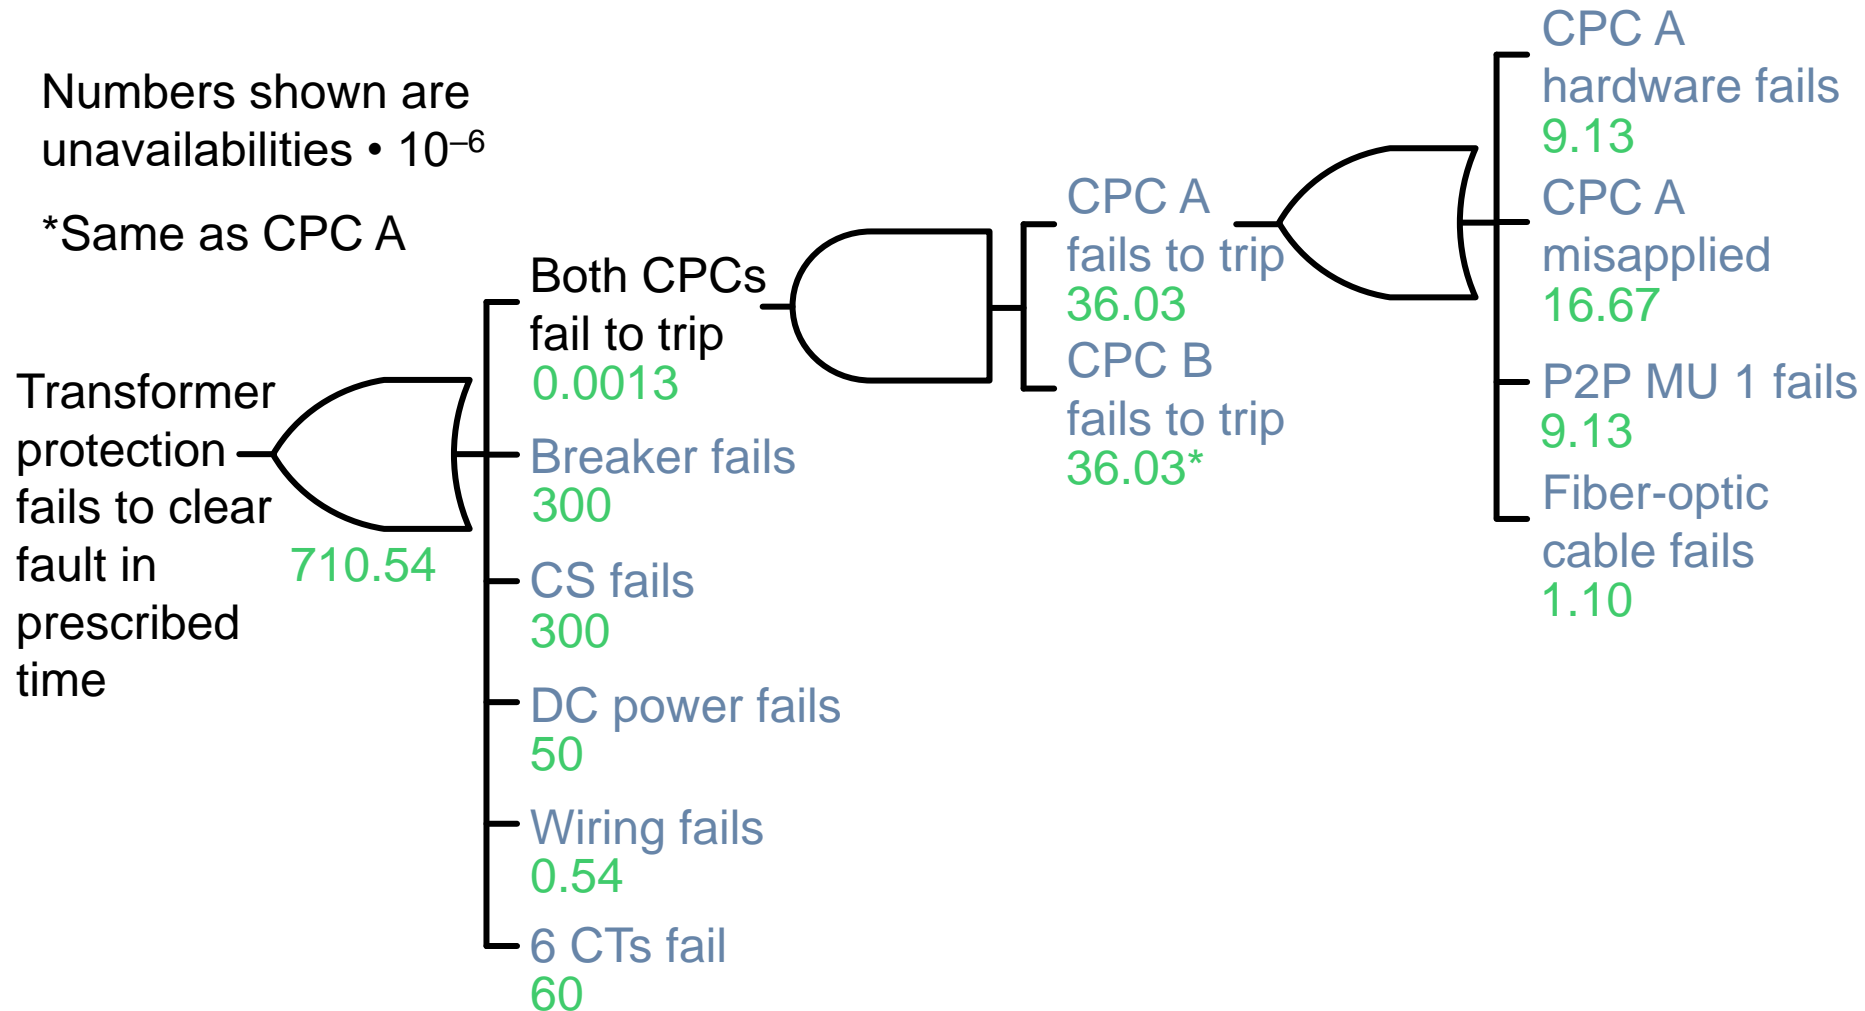 Numbers shown are
unavailabilities • 10–6
*Same as CPC A
Transformer
protection
fails to clear
fault in
prescribed
time
710.54
Both CPCs
fail to trip
0.0013
Breaker fails
300
CS fails
300
DC power fails
50
Wiring fails
0.54
6 CTs fail
60
CPC A
fails to trip
36.03
CPC B
fails to trip
36.03*
CPC A
hardware fails
9.13
CPC A
misapplied
16.67
P2P MU 1 fails
9.13
Fiber-optic
cable fails
1.10